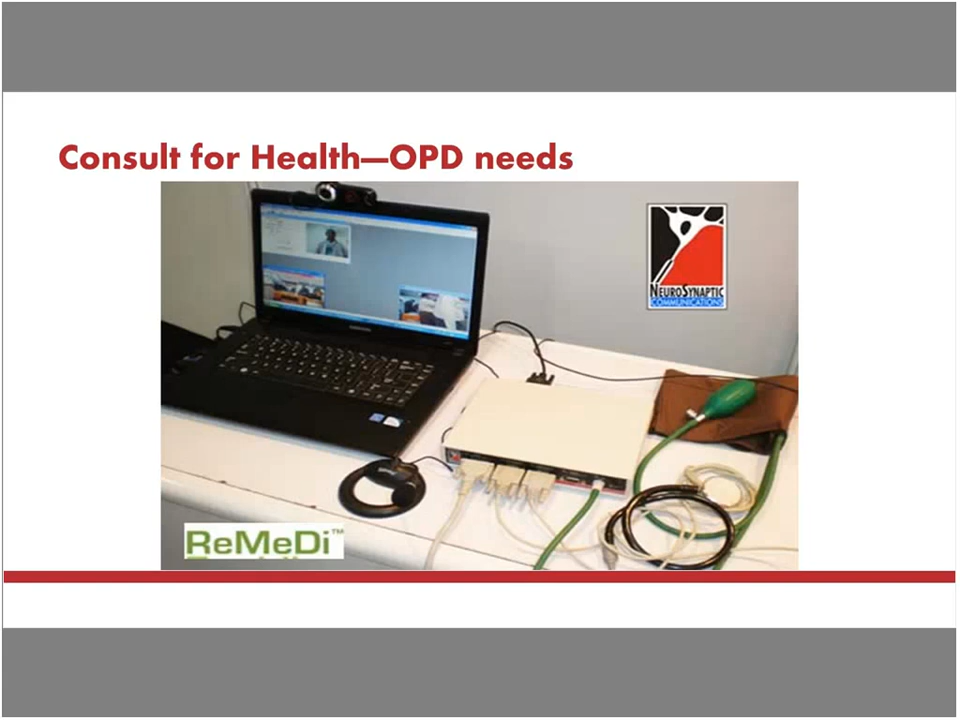 Consult for Health—OPD needs
NEUROSYNAPTIC
COMMUNICATIONS
ReMeDi™